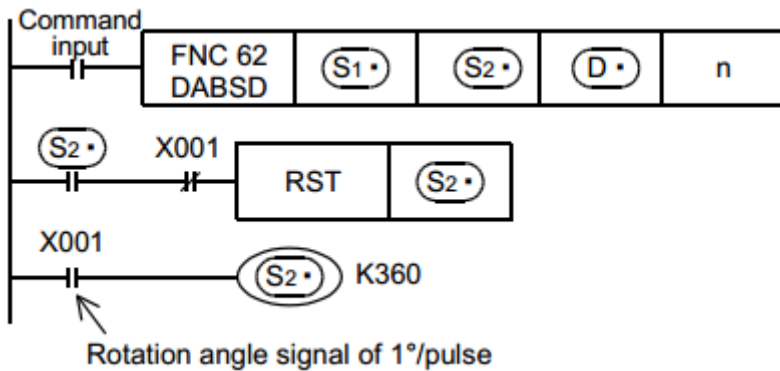 Command
input
FNC 62
DABSD
S1 •
S2 •
D •
n
S2 •
X001
RST
S2 •
X001
S2 •
K360
Rotation angle signal of 1°/pulse